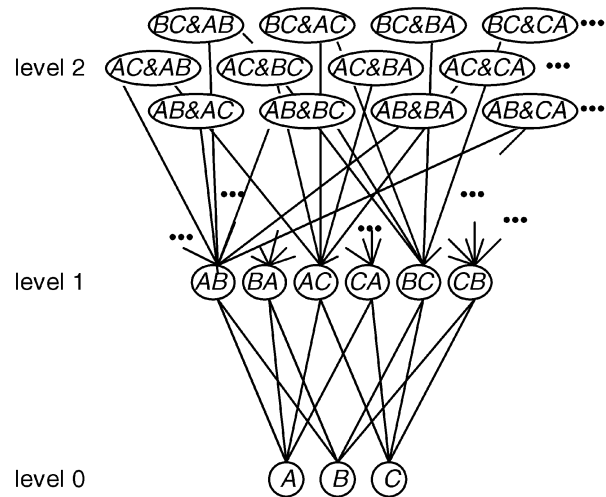 BC&AB BC&AC BC&BA BC&CA •••
level 2 AC&AB AC&BC AC&BA AC&CA •••
AB&AC AB&BC AB&BA AB&CA •••
••• •••
••• ••• •••
level 1 AB BA AC CA BC CB
level 0 A B C